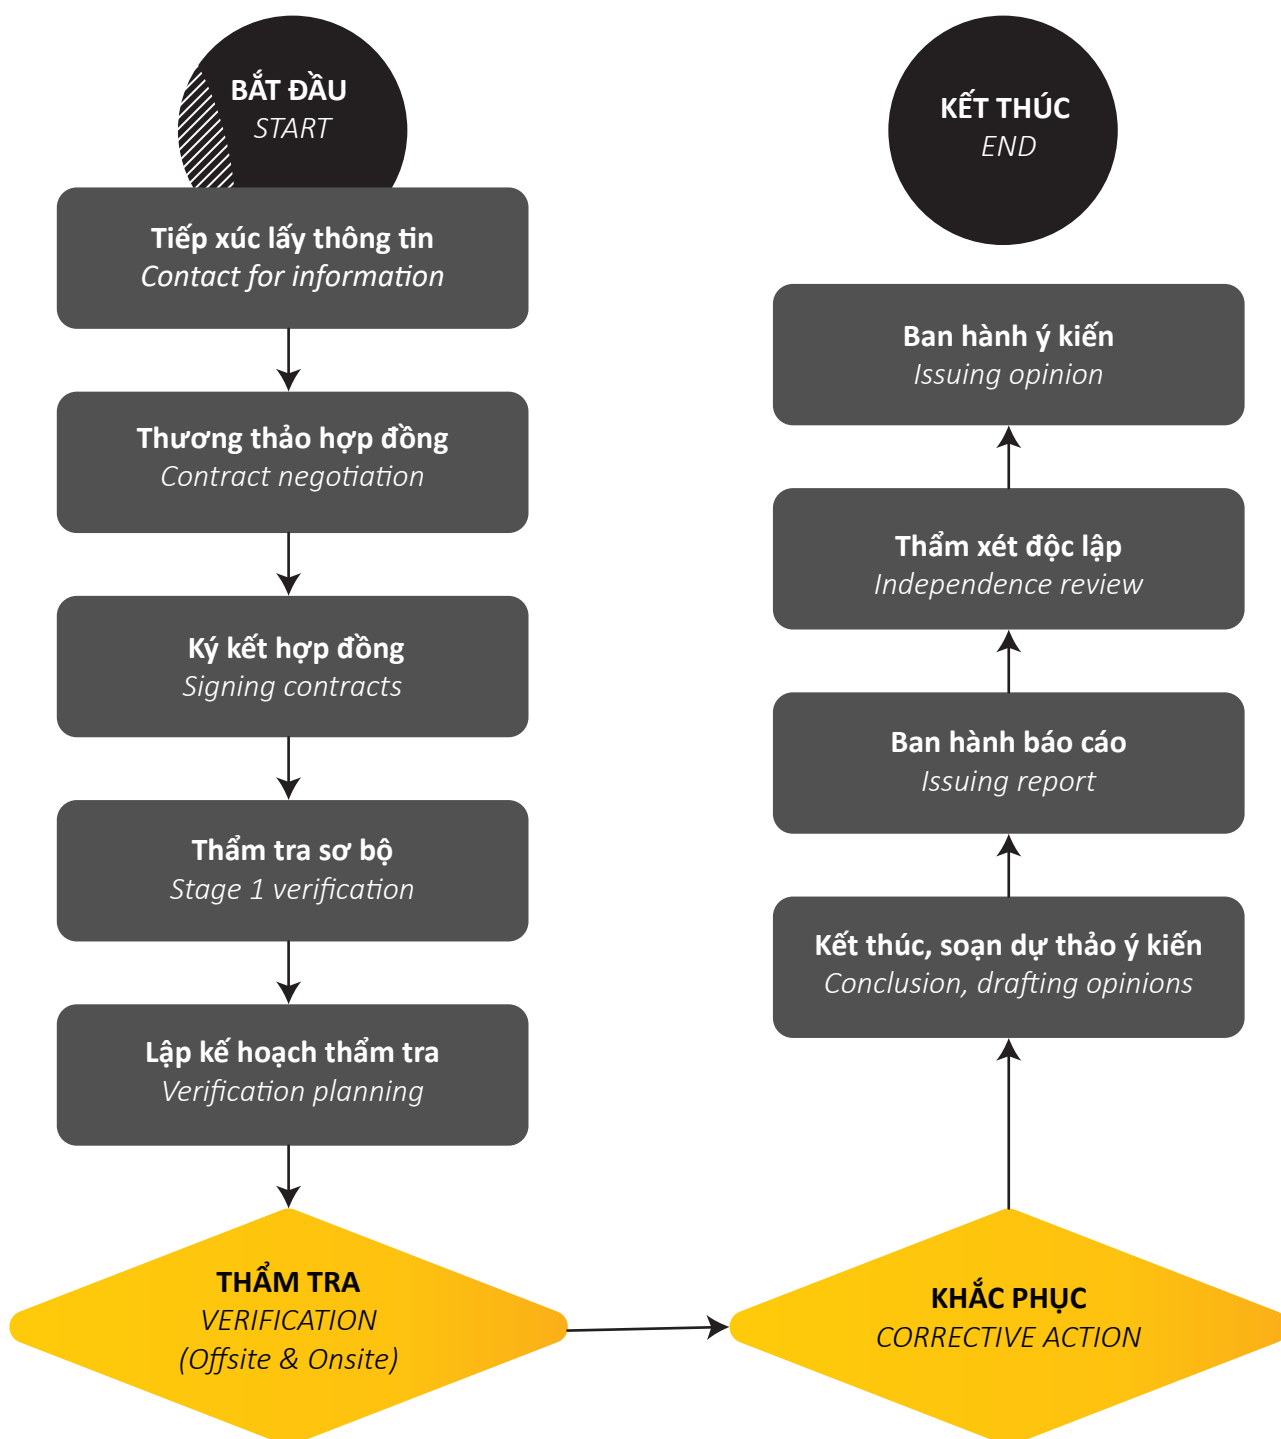 BẮT ĐẦU
START
Tiếp xúc lấy thông tin
Contact for information
Thương thảo hợp đồng
Contract negotiation
Ký kết hợp đồng
Signing contracts
Thẩm tra sơ bộ
Stage 1 verification
Lập kế hoạch thẩm tra
Verification planning
THẨM TRA
VERIFICATION
(Offsite & Onsite)
KHẮC PHỤC
CORRECTIVE ACTION
Kết thúc, soạn dự thảo ý kiến
Conclusion, drafting opinions
Ban hành báo cáo
Issuing report
Thẩm xét độc lập
Independence review
Ban hành ý kiến
Issuing opinion
KẾT THÚC
END